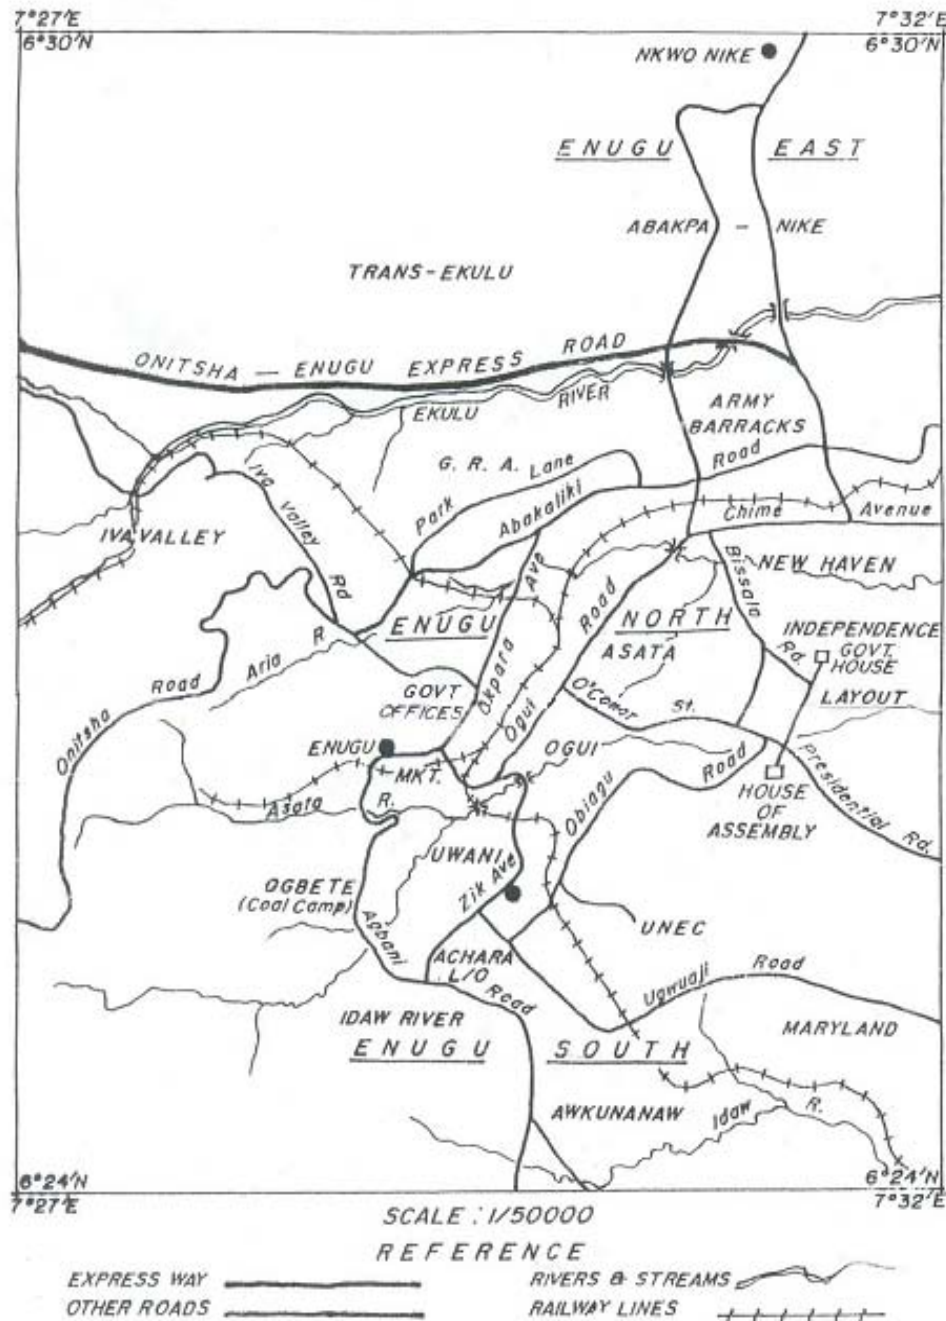 7°27'E 7°32'E
6°30'N 6°30'N
NKWO NIKE
ENUGU EAST
ABAKPA - NIKE
TRANS-EKULU
ONITSHA — ENUGU EXPRESS ROAD
EKULU RIVER
ARMY
BARRACKS
G. R. A.
Park Lane
Abakaliki Road
Iva Valley Rd
IVA VALLEY
Chime Avenue
NEW HAVEN
Bissala Rd.
ENUGU NORTH
Okpara Ave
Ogui Road
ASATA
INDEPENDENCE
GOVT.
HOUSE
LAYOUT
Aria R.
Onitsha Road
GOVT
OFFICES
O'Conor St.
ENUGU
MKT.
OGUI
Asata R.
Obiagu Road
HOUSE
OF
ASSEMBLY
Presidential Rd.
UWANI
Zik Ave
OGBETE
(Coal Camp)
UNEC
Agbani Road
ACHARA
L/O
Ugwuaji Road
IDAW RIVER
MARYLAND
ENUGU SOUTH
AWKUNANAW
Idaw R.
6°24'N 6°24'N
7°27'E 7°32'E
SCALE : 1/50000
REFERENCE
EXPRESS WAY
OTHER ROADS
RIVERS & STREAMS
RAILWAY LINES